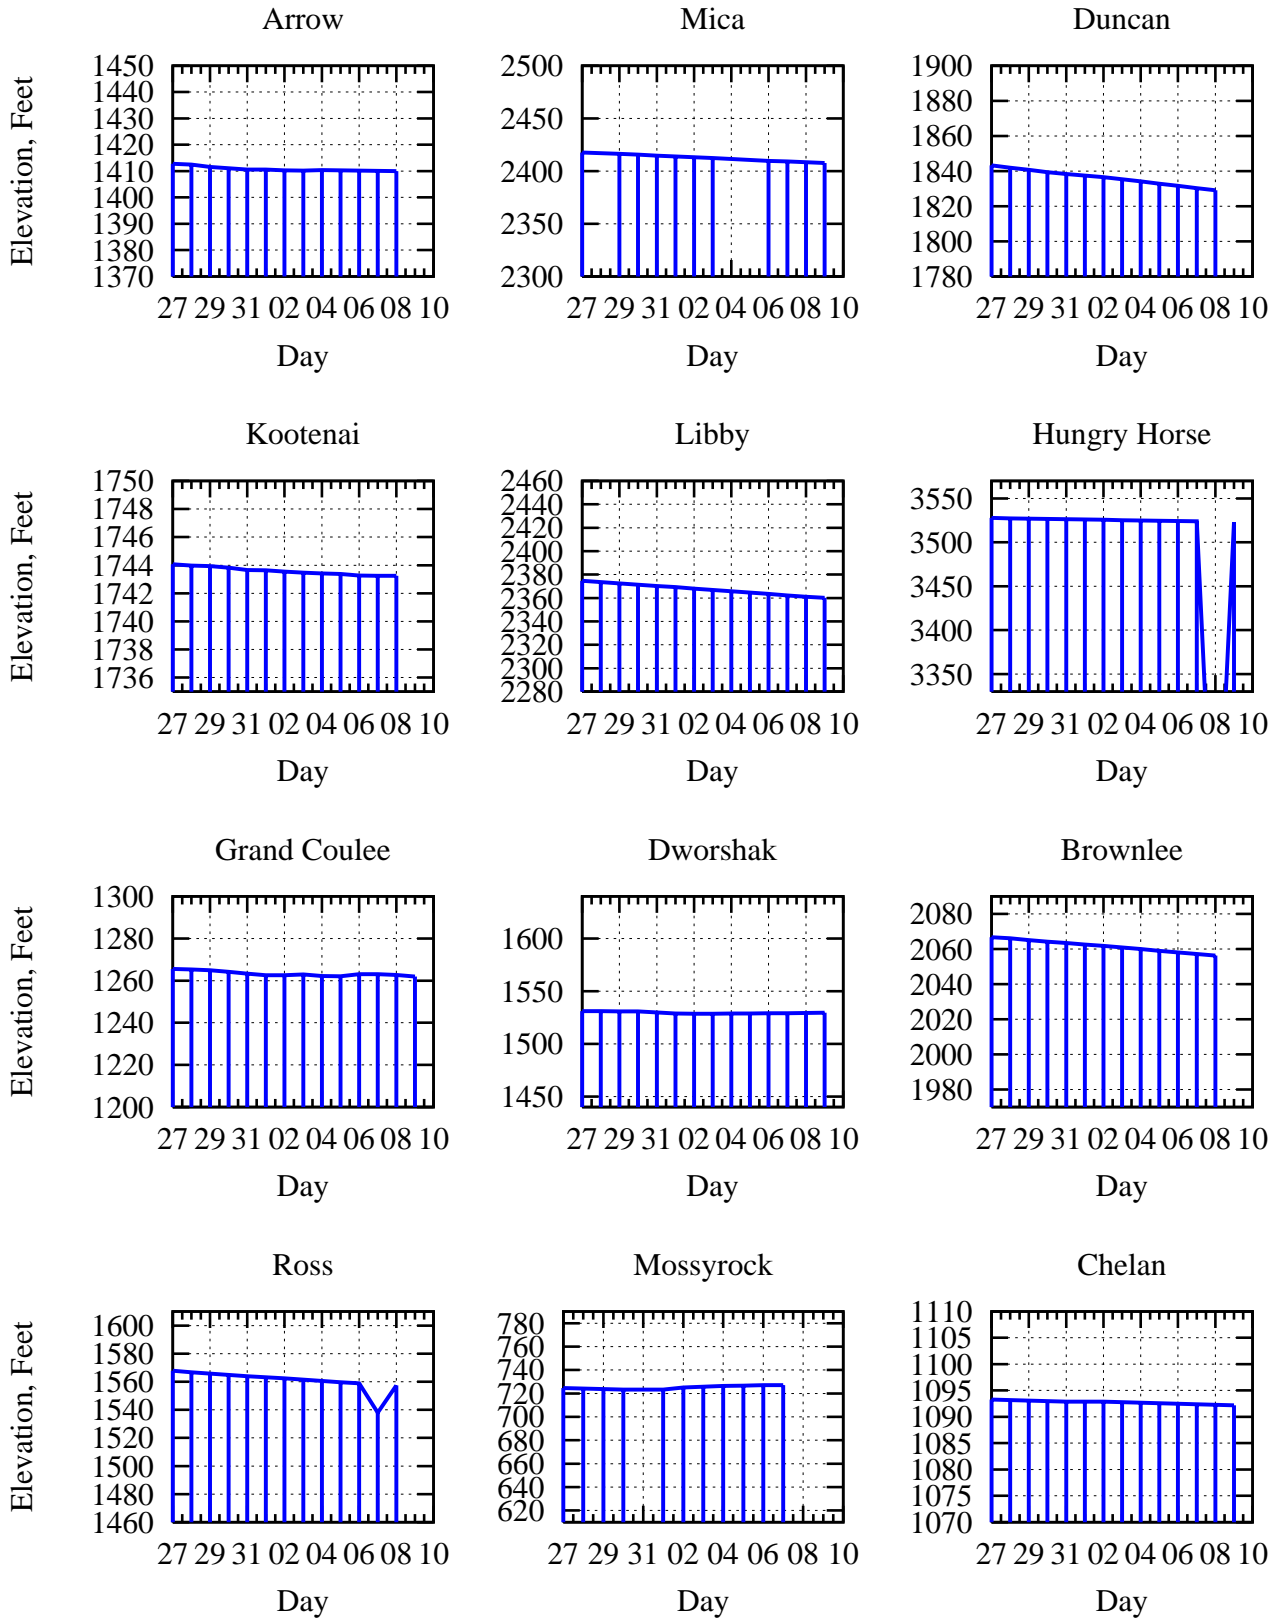 Arrow
Elevation, Feet
1450
1440
1430
1420
1410
1400
1390
1380
1370
27 29 31 02 04 06 08 10
Day
Mica
2500
2450
2400
2350
2300
27 29 31 02 04 06 08 10
Day
Duncan
1900
1880
1860
1840
1820
1800
1780
27 29 31 02 04 06 08 10
Day
Kootenai
Elevation, Feet
1750
1748
1746
1744
1742
1740
1738
1736
27 29 31 02 04 06 08 10
Day
Libby
2460
2440
2420
2400
2380
2360
2340
2320
2300
2280
27 29 31 02 04 06 08 10
Day
Hungry Horse
3550
3500
3450
3400
3350
27 29 31 02 04 06 08 10
Day
Grand Coulee
Elevation, Feet
1300
1280
1260
1240
1220
1200
27 29 31 02 04 06 08 10
Day
Dworshak
1600
1550
1500
1450
27 29 31 02 04 06 08 10
Day
Brownlee
2080
2060
2040
2020
2000
1980
27 29 31 02 04 06 08 10
Day
Ross
Elevation, Feet
1600
1580
1560
1540
1520
1500
1480
1460
27 29 31 02 04 06 08 10
Day
Mossyrock
780
760
740
720
700
680
660
640
620
27 29 31 02 04 06 08 10
Day
Chelan
1110
1105
1100
1095
1090
1085
1080
1075
1070
27 29 31 02 04 06 08 10
Day